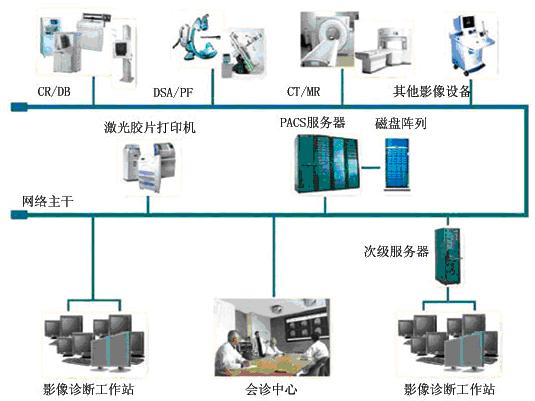 CR/DB
DSA/PF
CT/MR
其他影像设备
激光胶片打印机
PACS服务器
磁盘阵列
网络主干
次级服务器
影像诊断工作站
会诊中心
影像诊断工作站